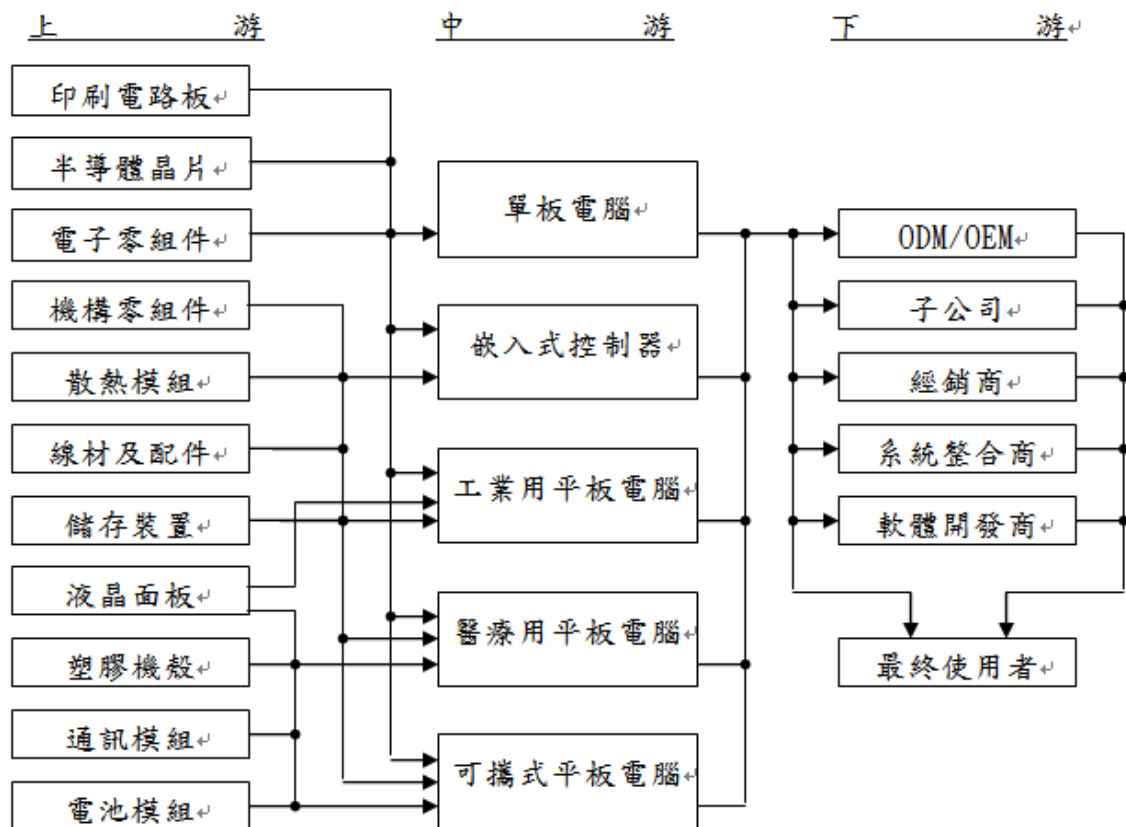 上游
中游
下游
印刷電路板
半導體晶片
電子零組件
機構零組件
散熱模組
線材及配件
儲存裝置
液晶面板
塑膠機殼
通訊模組
電池模組
單板電腦
嵌入式控制器
工業用平板電腦
醫療用平板電腦
可攜式平板電腦
ODM/OEM
子公司
經銷商
系統整合商
軟體開發商
最終使用者